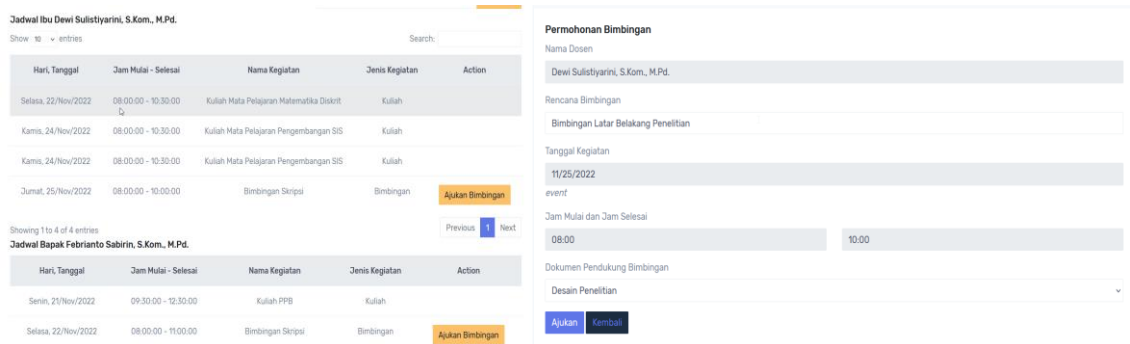 Jadwal Ibu Dewi Sulistiyarini, S.Kom., M.Pd.
Show 10 entries Search:
Hari, Tanggal Jam Mulai - Selesai Nama Kegiatan Jenis Kegiatan Action
Selasa, 22/Nov/2022 08:00:00 - 10:30:00 Kuliah Mata Pelajaran Matematika Diskrit Kuliah
Kamis, 24/Nov/2022 08:00:00 - 10:30:00 Kuliah Mata Pelajaran Pengembangan SIS Kuliah
Kamis, 24/Nov/2022 08:00:00 - 10:30:00 Kuliah Mata Pelajaran Pengembangan SIS Kuliah
Jumat, 25/Nov/2022 08:00:00 - 10:00:00 Bimbingan Skripsi Bimbingan Ajukan Bimbingan
Showing 1 to 4 of 4 entries Previous 1 Next
Jadwal Bapak Febrianto Sabirin, S.Kom., M.Pd.
Hari, Tanggal Jam Mulai - Selesai Nama Kegiatan Jenis Kegiatan Action
Senin, 21/Nov/2022 09:30:00 - 12:30:00 Kuliah PPB Kuliah
Selasa, 22/Nov/2022 08:00:00 - 11:00:00 Bimbingan Skripsi Bimbingan Ajukan Bimbingan
Permohonan Bimbingan
Nama Dosen
Dewi Sulistiyarini, S.Kom., M.Pd.
Rencana Bimbingan
Bimbingan Latar Belakang Penelitian
Tanggal Kegiatan
11/25/2022
event
Jam Mulai dan Jam Selesai
08:00 10:00
Dokumen Pendukung Bimbingan
Desain Penelitian
Ajukan Kembali